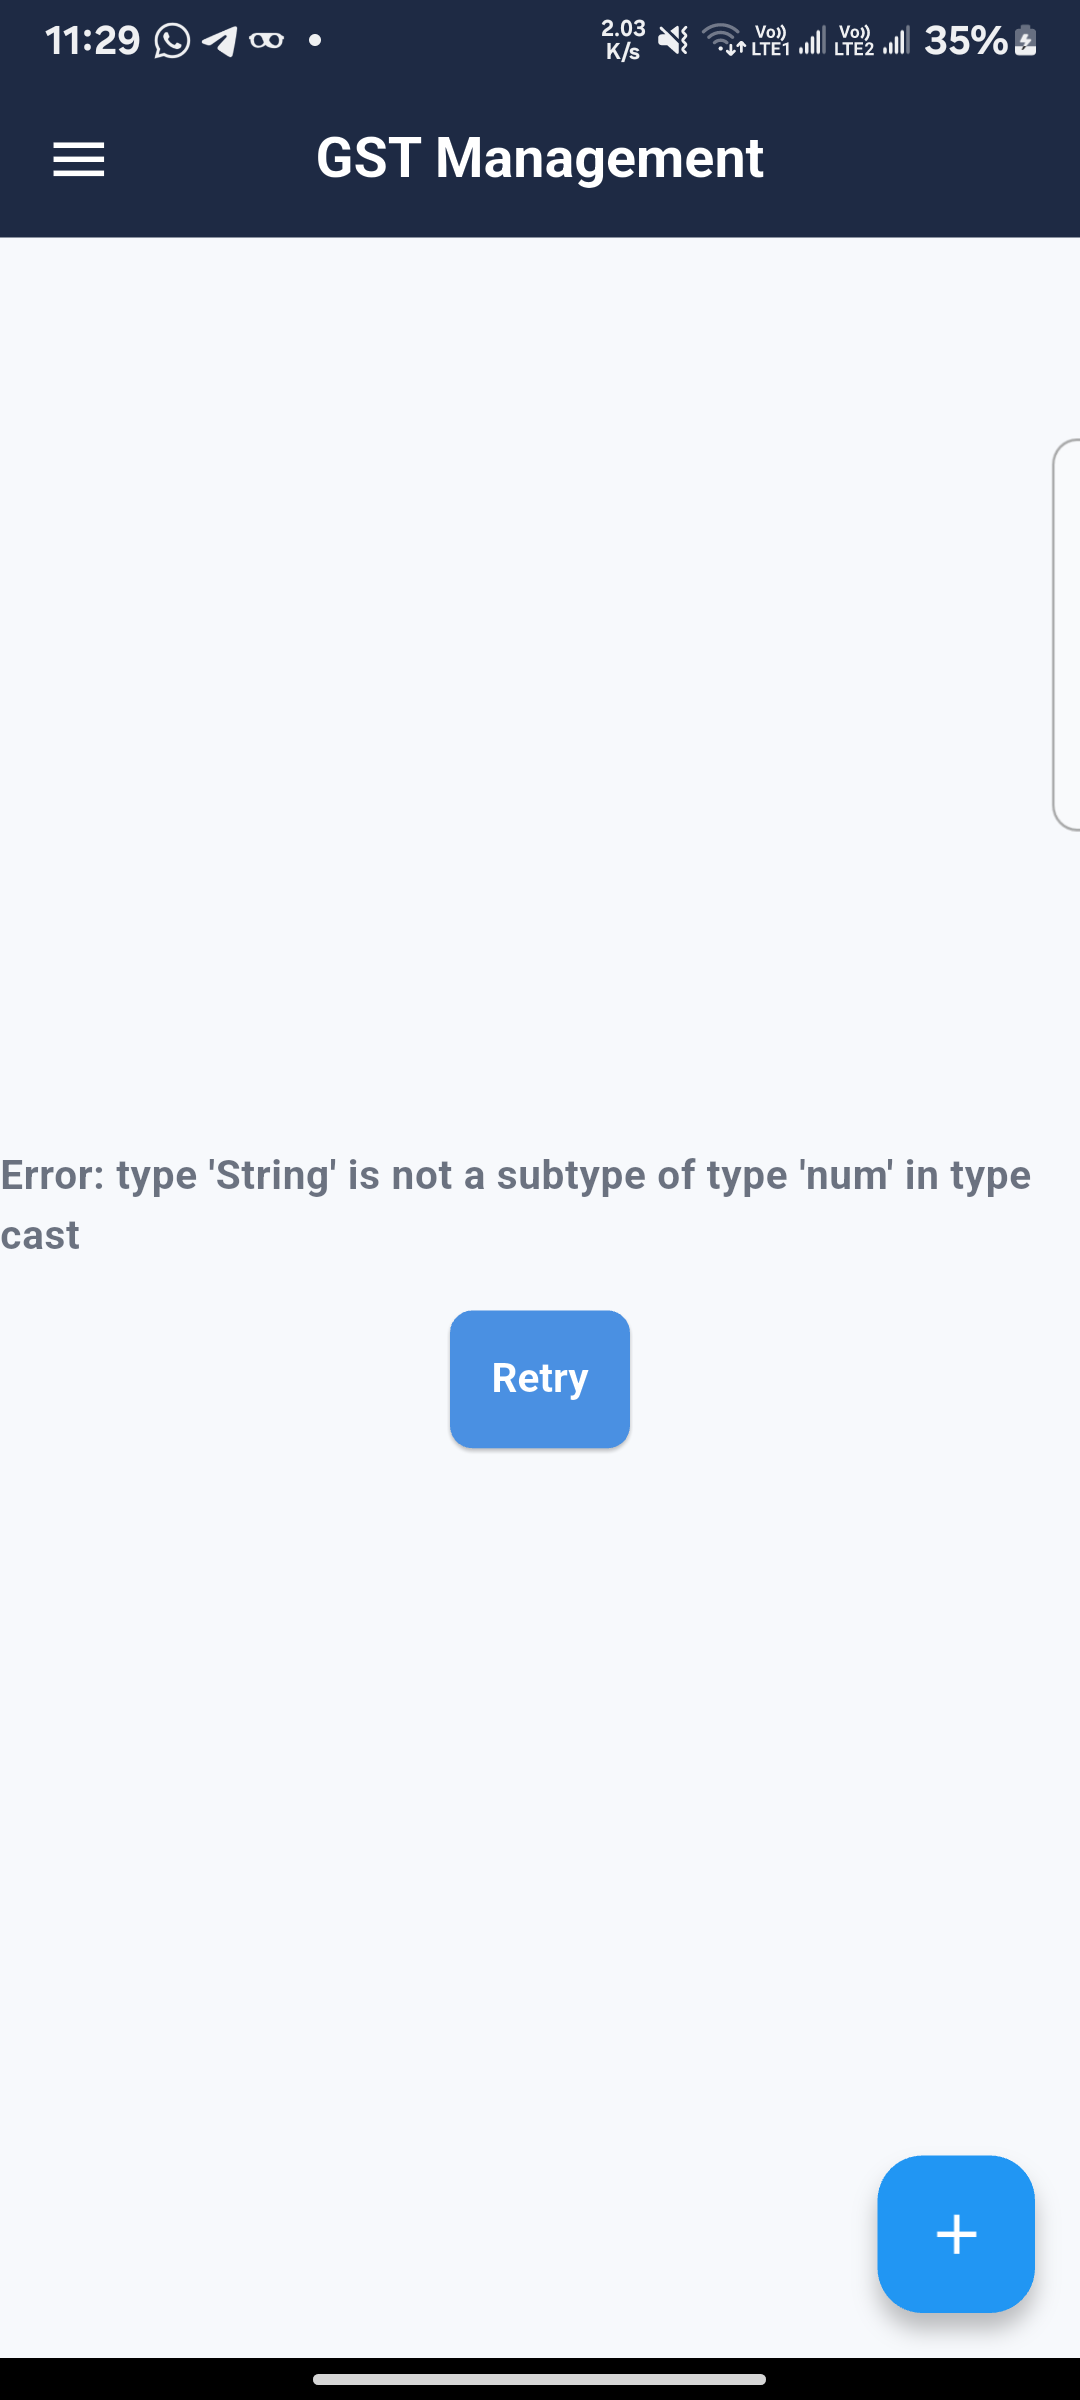 11:29
2.03 K/s
Vo)) LTE1
Vo)) LTE2
35%
GST Management
Error: type 'String' is not a subtype of type 'num' in type
cast
Retry